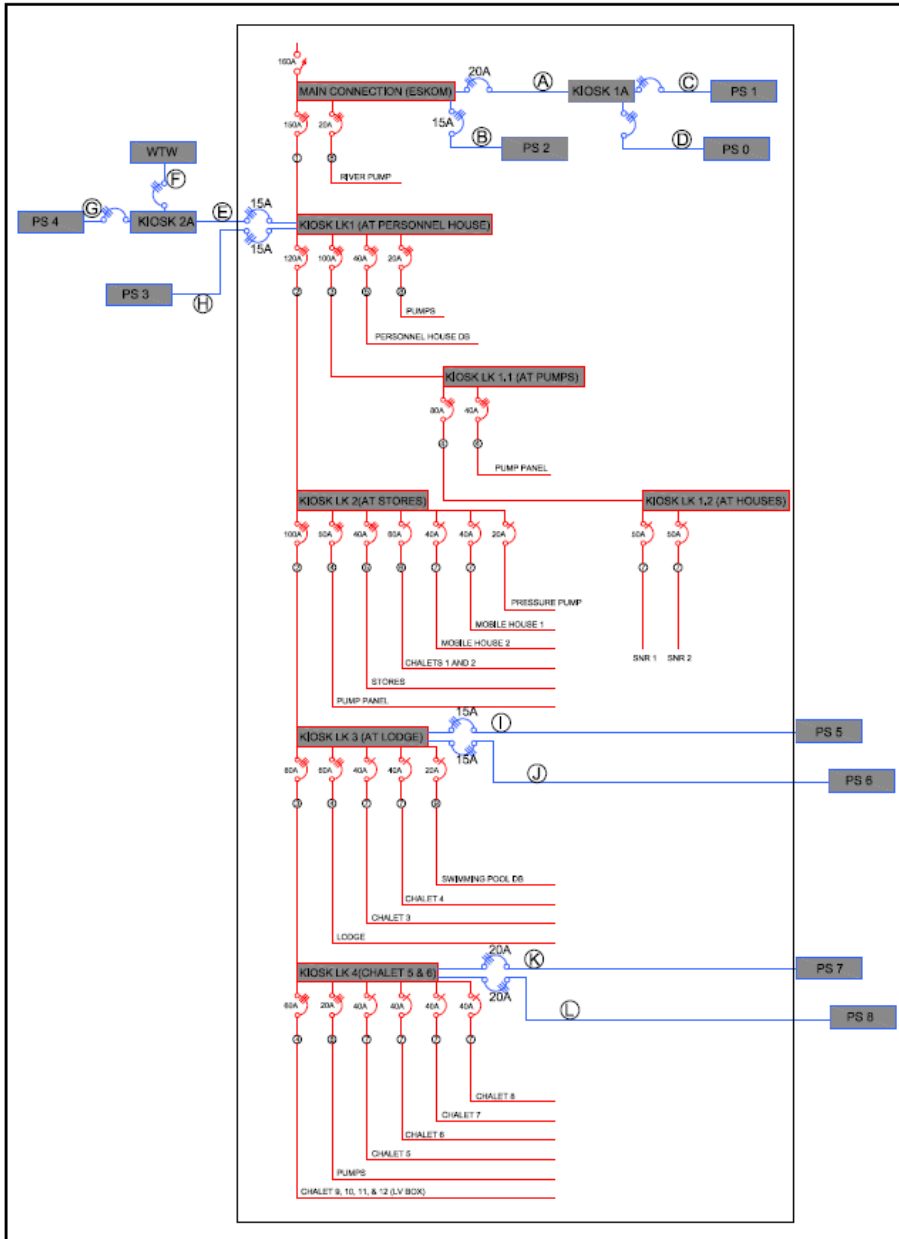 160A
MAIN CONNECTION (ESKOM)
20A
A
KIOSK 1A
C
PS 1
150A
20A
15A
B
PS 2
D
PS 0
RIVER PUMP
WTW
F
G
E
15A
PS 4
KIOSK 2A
KIOSK LK1 (AT PERSONNEL HOUSE)
15A
120A
100A
40A
20A
PS 3
H
PUMPS
PERSONNEL HOUSE DB
KIOSK LK 1.1 (AT PUMPS)
80A
40A
PUMP PANEL
KIOSK LK 2(AT STORES)
KIOSK LK 1.2 (AT HOUSES)
100A
50A
40A
60A
40A
40A
20A
50A
50A
PRESSURE PUMP
MOBILE HOUSE 1
MOBILE HOUSE 2
SNR 1
SNR 2
CHALETS 1 AND 2
STORES
PUMP PANEL
15A
I
PS 5
KIOSK LK 3 (AT LODGE)
15A
J
PS 6
80A
60A
40A
40A
20A
SWIMMING POOL DB
CHALET 4
CHALET 3
LODGE
20A
K
PS 7
KIOSK LK 4(CHALET 5 & 6)
20A
L
PS 8
60A
20A
40A
40A
40A
40A
CHALET 8
CHALET 7
CHALET 6
CHALET 5
PUMPS
CHALET 9, 10, 11, & 12 (LV BOX)